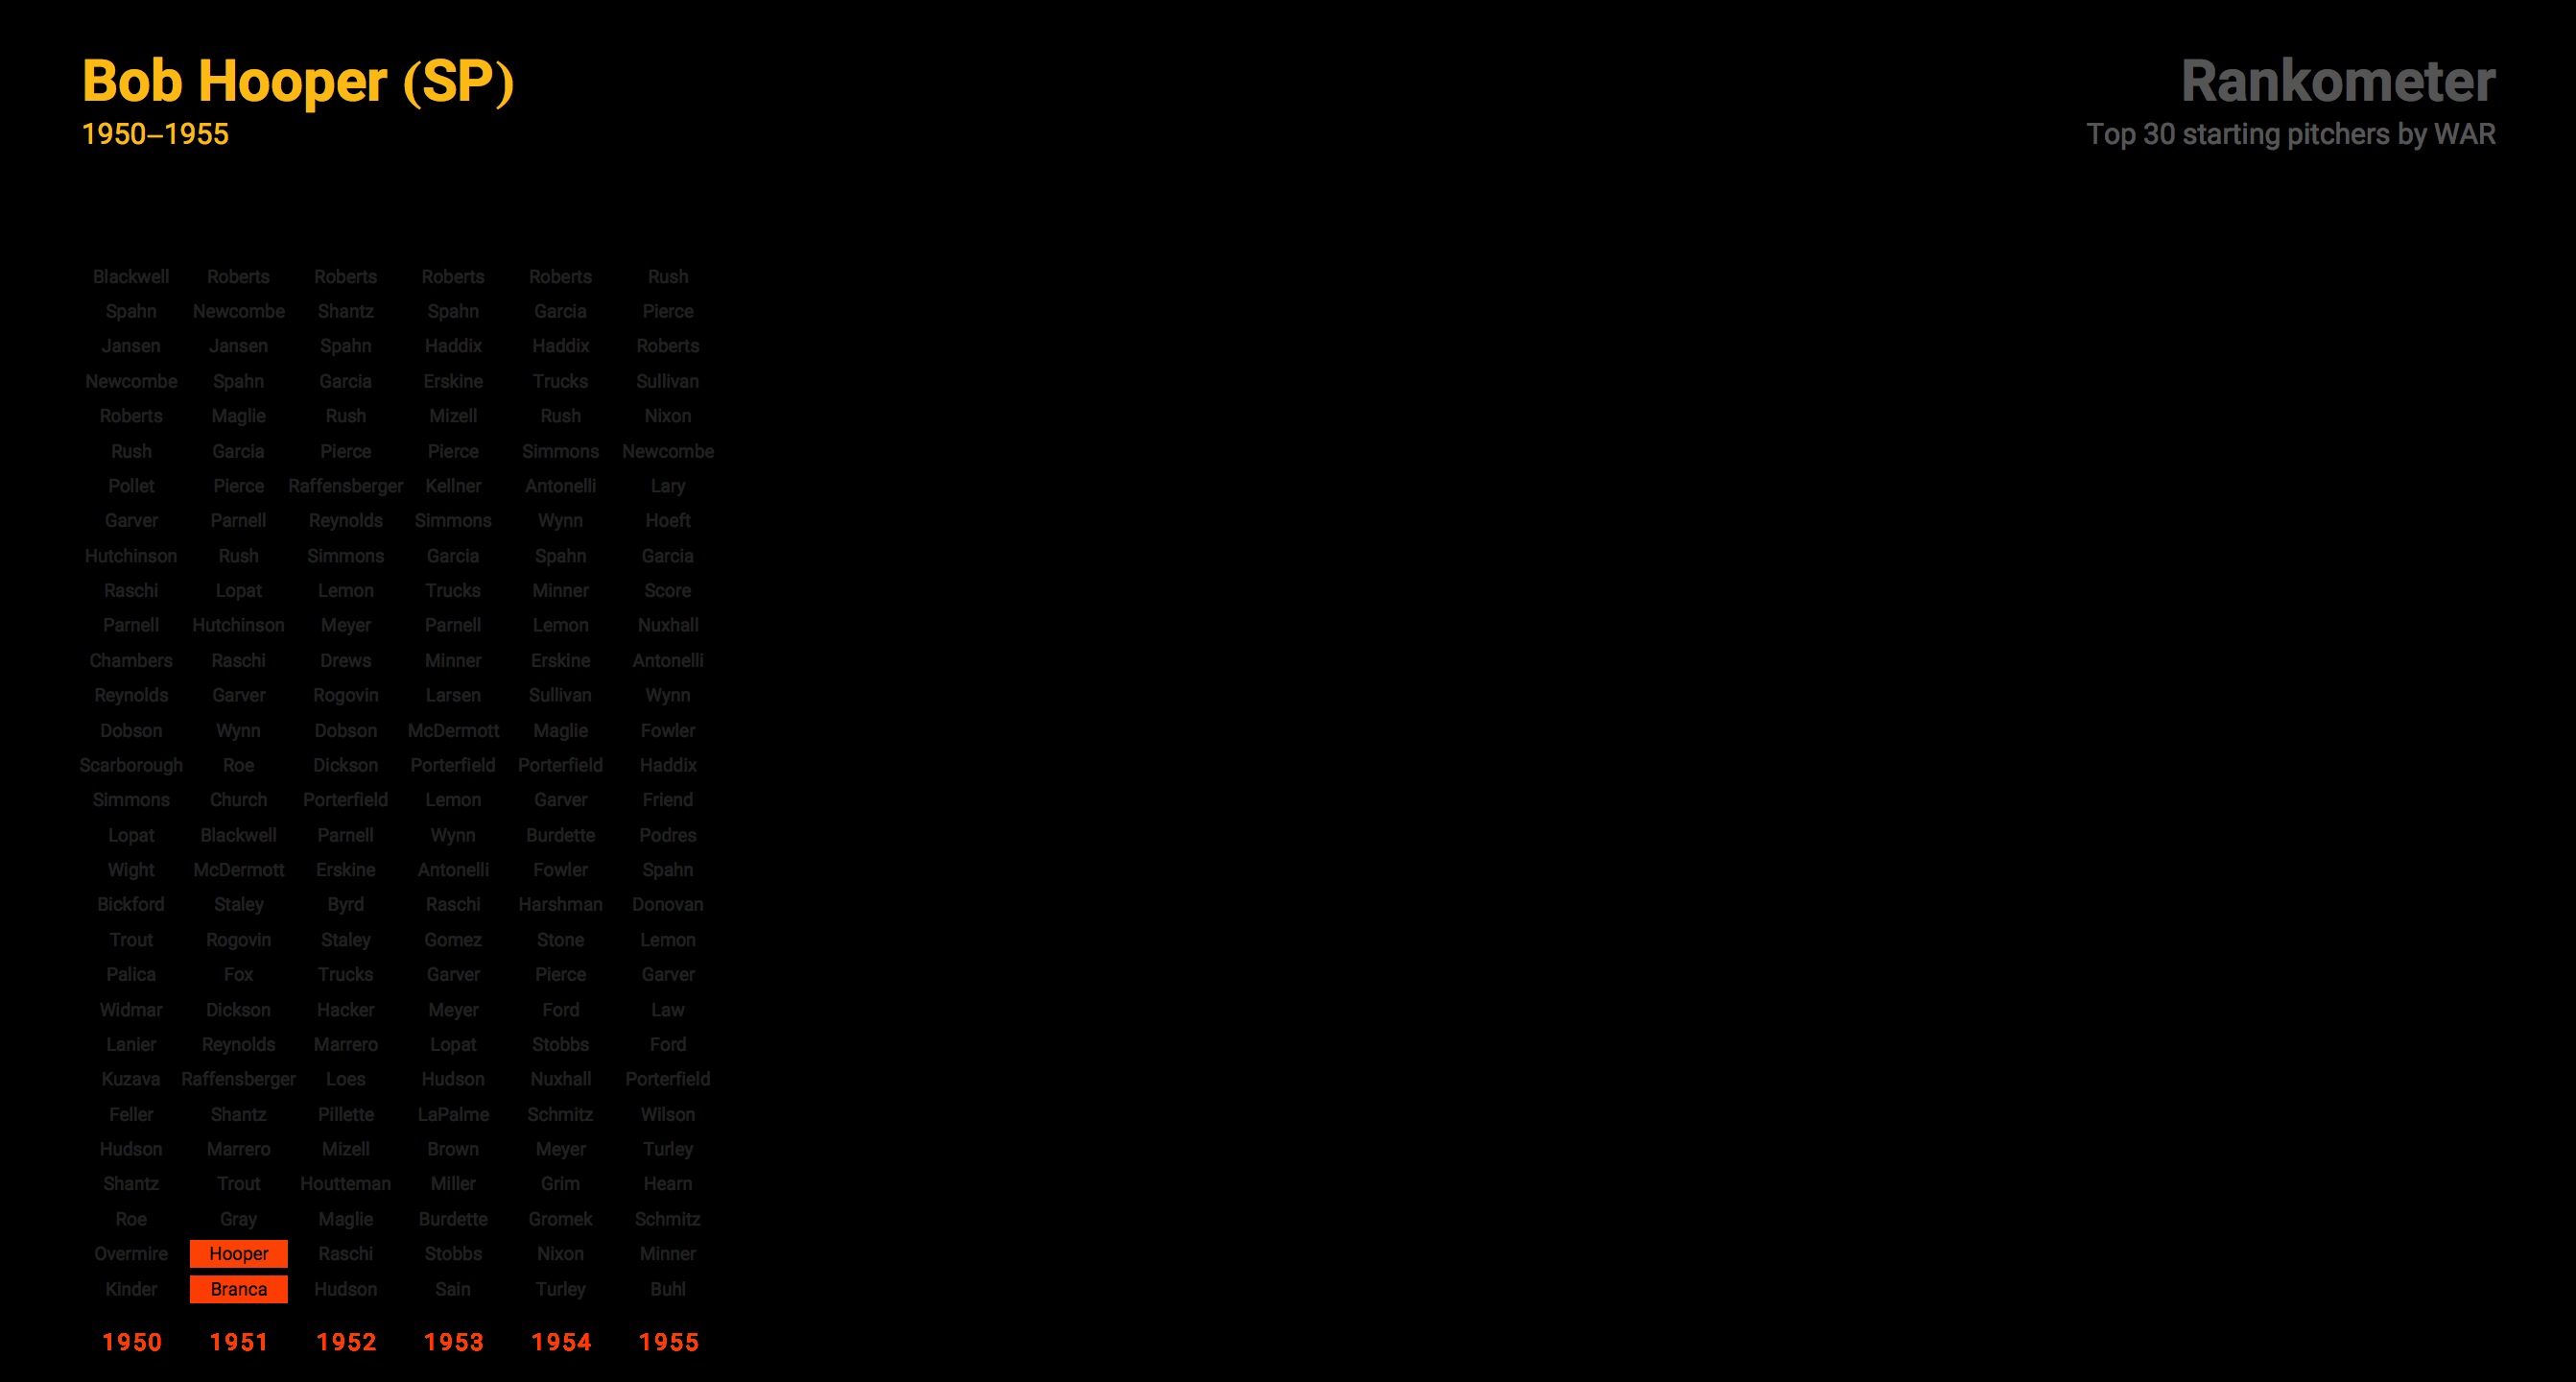 Bob Hooper (SP)
1950–1955
Rankometer
Top 30 starting pitchers by WAR
Blackwell Roberts Roberts Roberts Roberts Rush
Spahn Newcombe Shantz Spahn Garcia Pierce
Jansen Jansen Spahn Haddix Haddix Roberts
Newcombe Spahn Garcia Erskine Trucks Sullivan
Roberts Maglie Rush Mizell Rush Nixon
Rush Garcia Pierce Pierce Simmons Newcombe
Pollet Pierce Raffensberger Kellner Antonelli Lary
Garver Parnell Reynolds Simmons Wynn Hoeft
Hutchinson Rush Simmons Garcia Spahn Garcia
Raschi Lopat Lemon Trucks Minner Score
Parnell Hutchinson Meyer Parnell Lemon Nuxhall
Chambers Raschi Drews Minner Erskine Antonelli
Reynolds Garver Rogovin Larsen Sullivan Wynn
Dobson Wynn Dobson McDermott Maglie Fowler
Scarborough Roe Dickson Porterfield Porterfield Haddix
Simmons Church Porterfield Lemon Garver Friend
Lopat Blackwell Parnell Wynn Burdette Podres
Wight McDermott Erskine Antonelli Fowler Spahn
Bickford Staley Byrd Raschi Harshman Donovan
Trout Rogovin Staley Gomez Stone Lemon
Palica Fox Trucks Garver Pierce Garver
Widmar Dickson Hacker Meyer Ford Law
Lanier Reynolds Marrero Lopat Stobbs Ford
Kuzava Raffensberger Loes Hudson Nuxhall Porterfield
Feller Shantz Pillette LaPalme Schmitz Wilson
Hudson Marrero Mizell Brown Meyer Turley
Shantz Trout Houtteman Miller Grim Hearn
Roe Gray Maglie Burdette Gromek Schmitz
Overmire Hooper Raschi Stobbs Nixon Minner
Kinder Branca Hudson Sain Turley Buhl
1950 1951 1952 1953 1954 1955